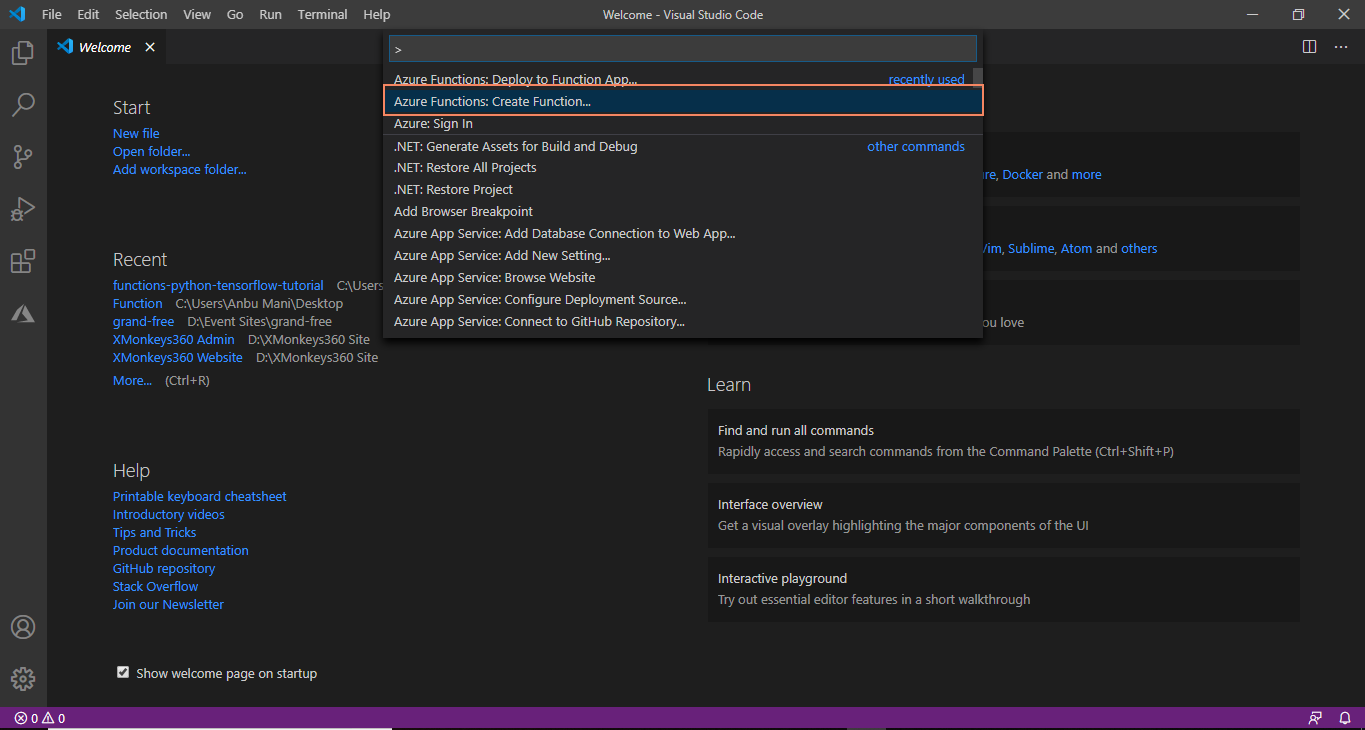 File Edit Selection View Go Run Terminal Help Welcome - Visual Studio Code
Welcome
>
Azure Functions: Deploy to Function App... recently used
Azure Functions: Create Function...
Azure: Sign In
.NET: Generate Assets for Build and Debug other commands
.NET: Restore All Projects
.NET: Restore Project
Add Browser Breakpoint
Azure App Service: Add Database Connection to Web App...
Azure App Service: Add New Setting...
Azure App Service: Browse Website
Azure App Service: Configure Deployment Source...
Azure App Service: Connect to GitHub Repository...
Start
New file
Open folder...
Add workspace folder...
Recent
functions-python-tensorflow-tutorial C:\Users
Function C:\Users\Anbu Mani\Desktop
grand-free D:\Event Sites\grand-free
XMonkeys360 Admin D:\XMonkeys360 Site
XMonkeys360 Website D:\XMonkeys360 Site
More... (Ctrl+R)
Help
Printable keyboard cheatsheet
Introductory videos
Tips and Tricks
Product documentation
GitHub repository
Stack Overflow
Join our Newsletter
Show welcome page on startup
re, Docker and more
Vim, Sublime, Atom and others
ou love
Learn
Find and run all commands
Rapidly access and search commands from the Command Palette (Ctrl+Shift+P)
Interface overview
Get a visual overlay highlighting the major components of the UI
Interactive playground
Try out essential editor features in a short walkthrough
0 0